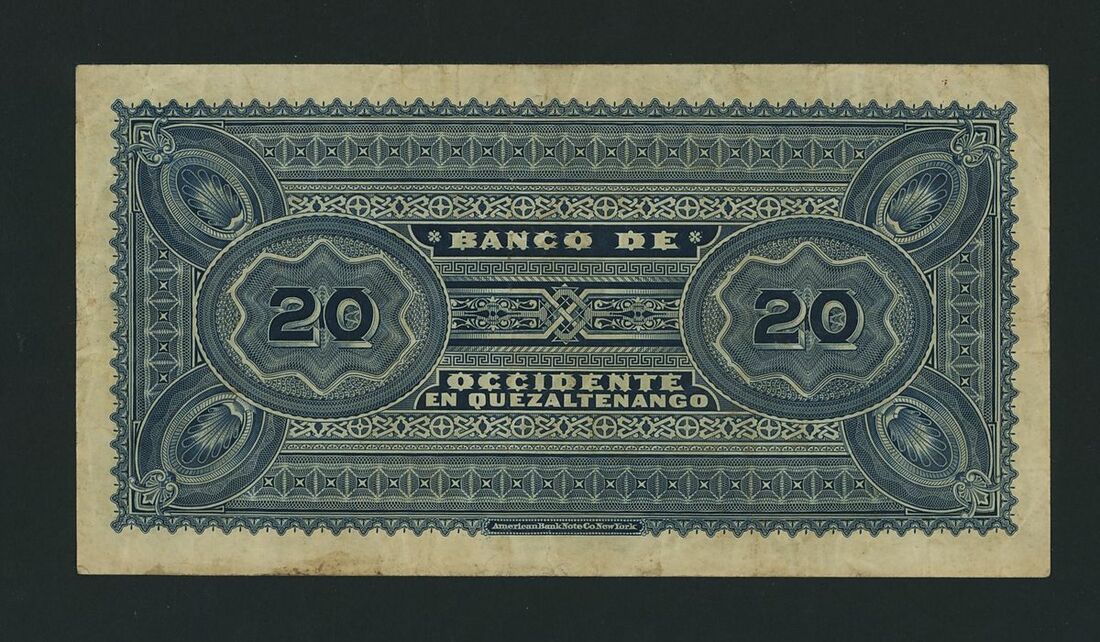 BANCO DE
20
20
OCCIDENTE
EN QUEZALTENANGO
American Bank Note Co. New York